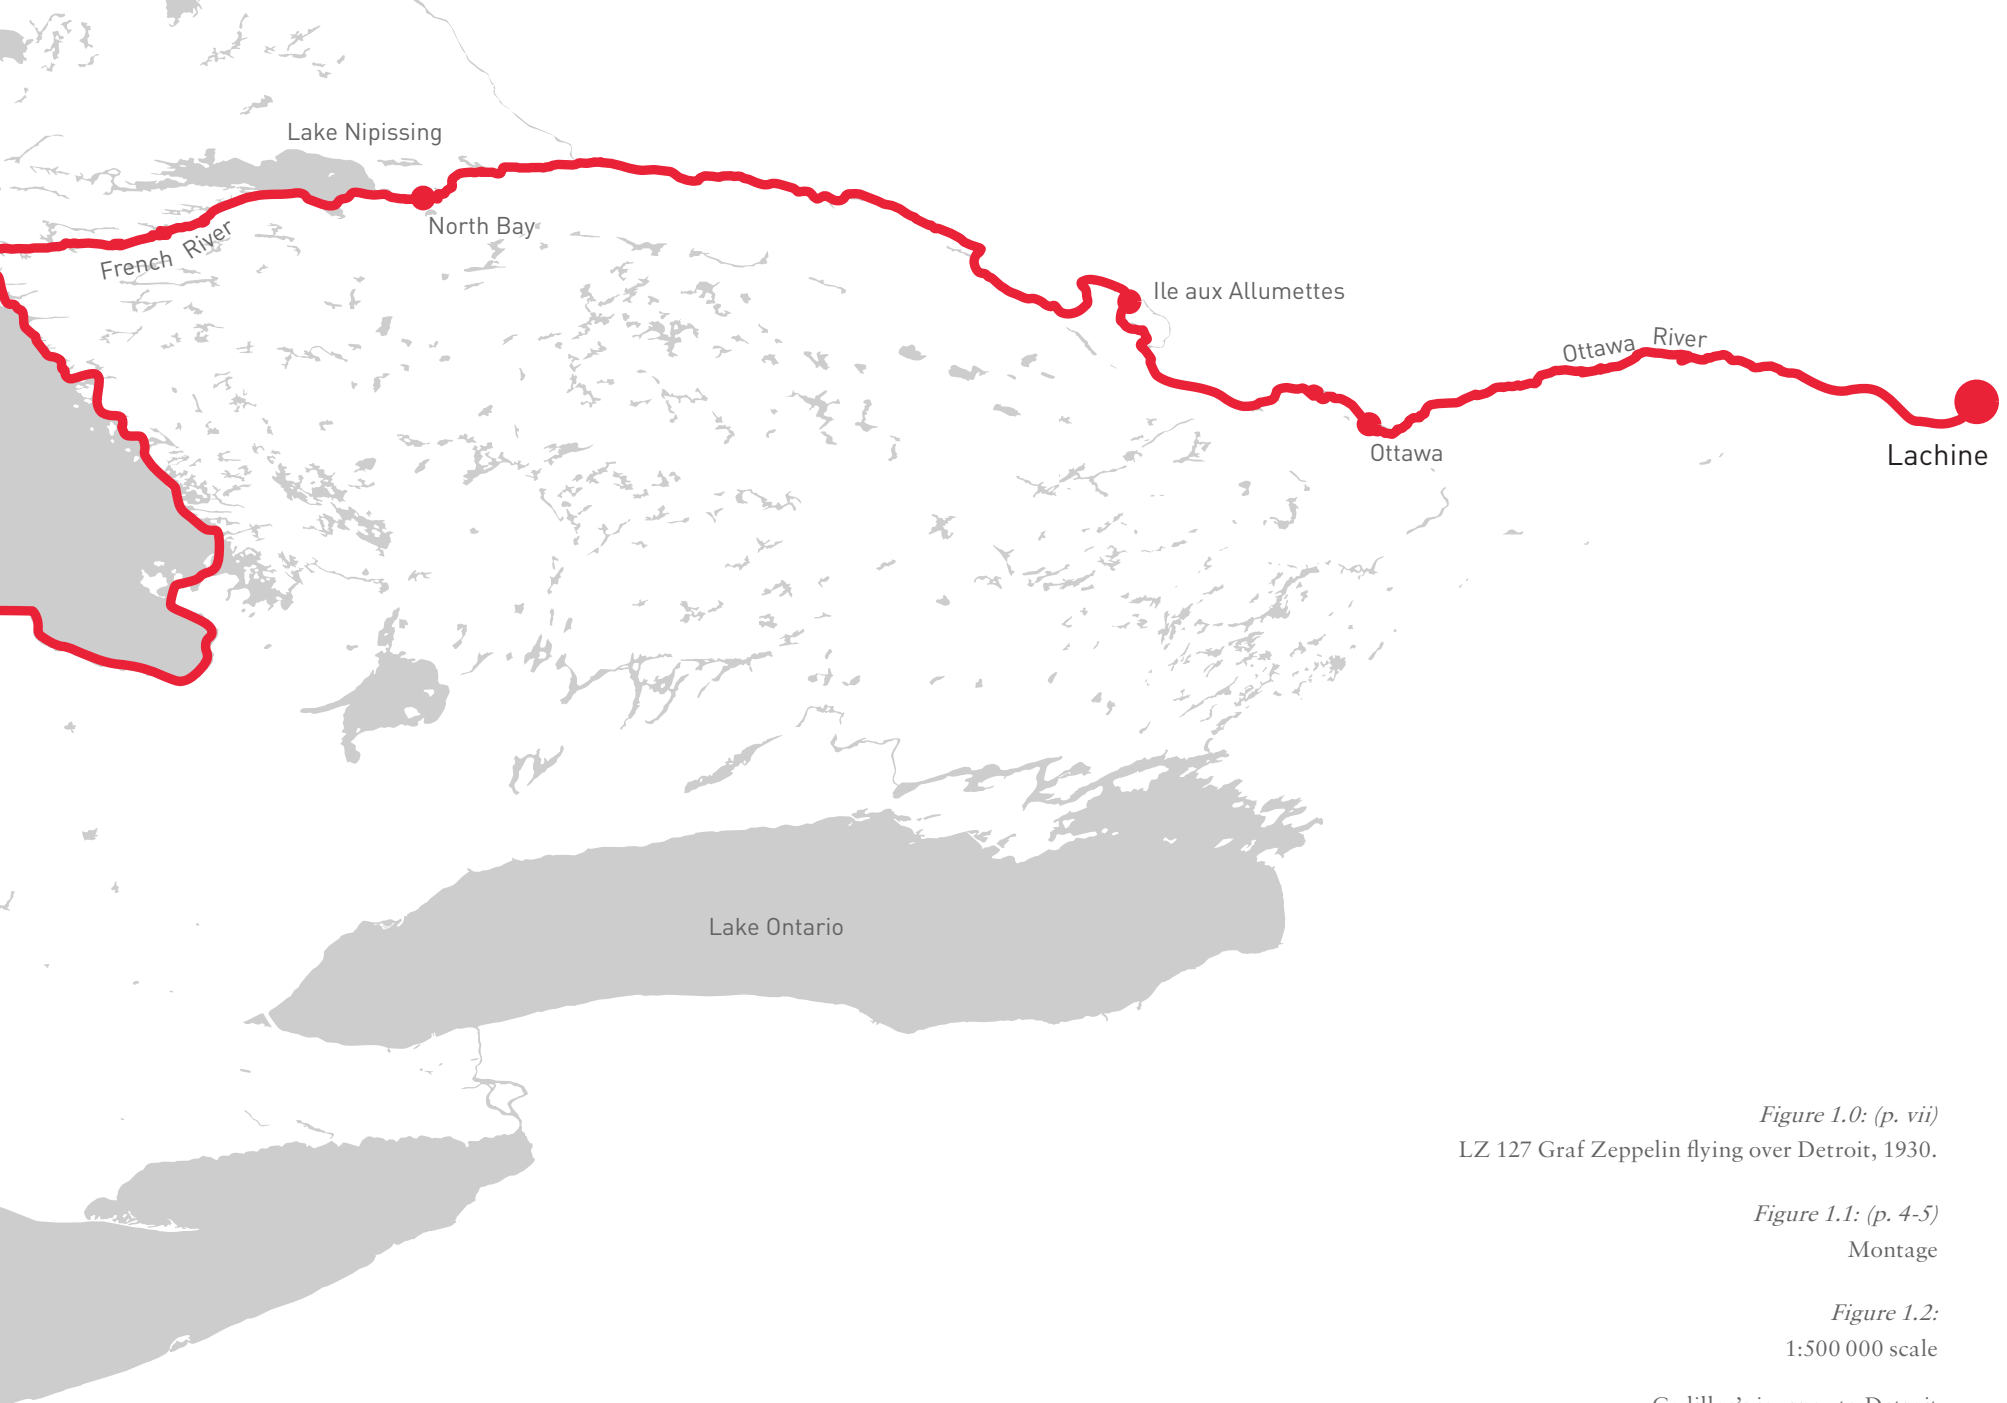 Lake Nipissing
North Bay
French River
Ile aux Allumettes
Ottawa River
Ottawa
Lachine
Lake Ontario
Figure 1.0: (p. vii)
LZ 127 Graf Zeppelin flying over Detroit, 1930.
Figure 1.1: (p. 4-5)
Montage
Figure 1.2:
1:500 000 scale